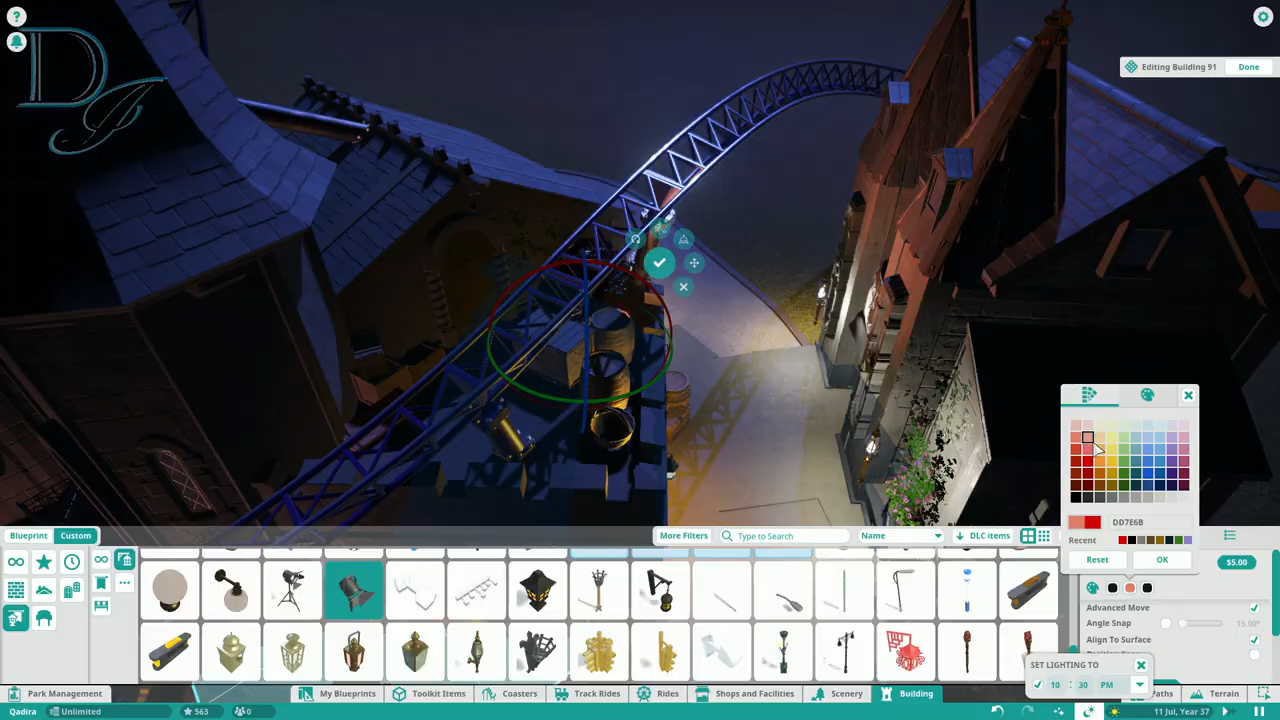 ?
DJ
Editing Building 91
Done
DD7E6B
Recent
Reset
OK
Blueprint
Custom
More Filters
Type to Search
Name
DLC items
$5.00
Advanced Move
Angle Snap
15.00°
Align To Surface
SET LIGHTING TO
10 : 30 PM
Park Management
My Blueprints
Toolkit Items
Coasters
Track Rides
Rides
Shops and Facilities
Scenery
Building
Paths
Terrain
Qadira
Unlimited
563
0
11 Jul, Year 37